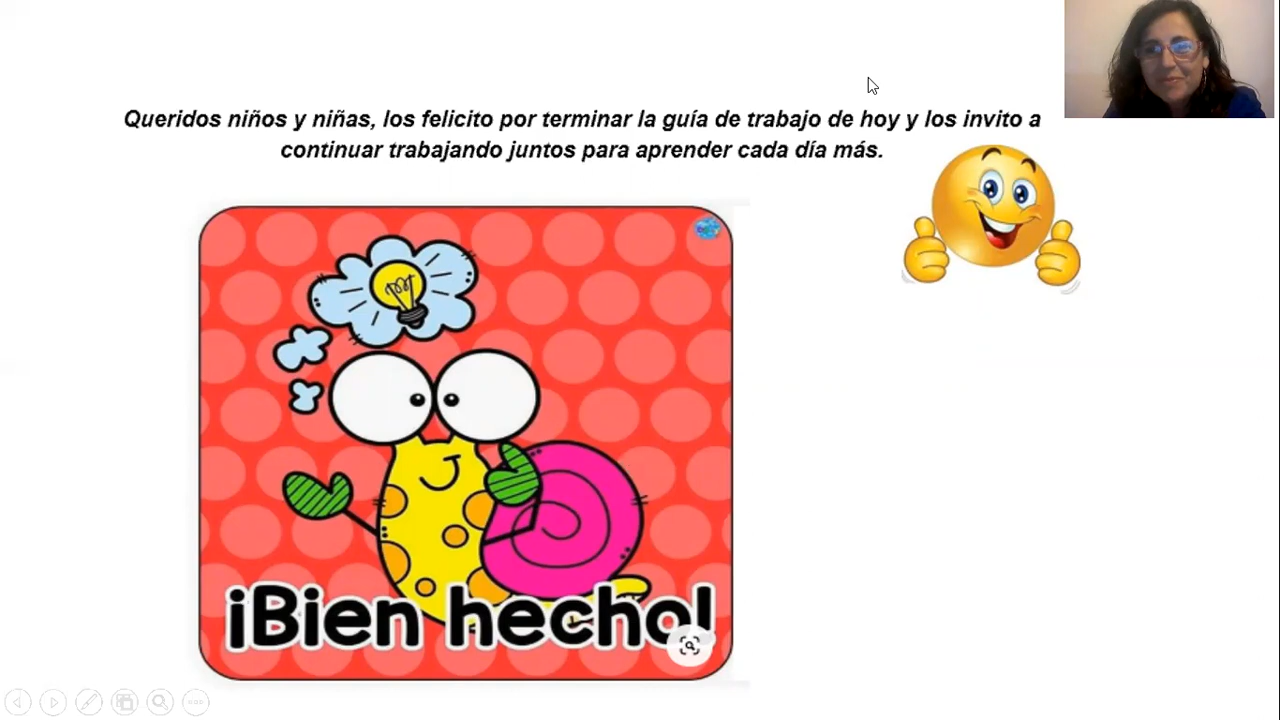 Queridos niños y niñas, los felicito por terminar la guía de trabajo de hoy y los invito a
continuar trabajando juntos para aprender cada día más.
¡Bien hecho!